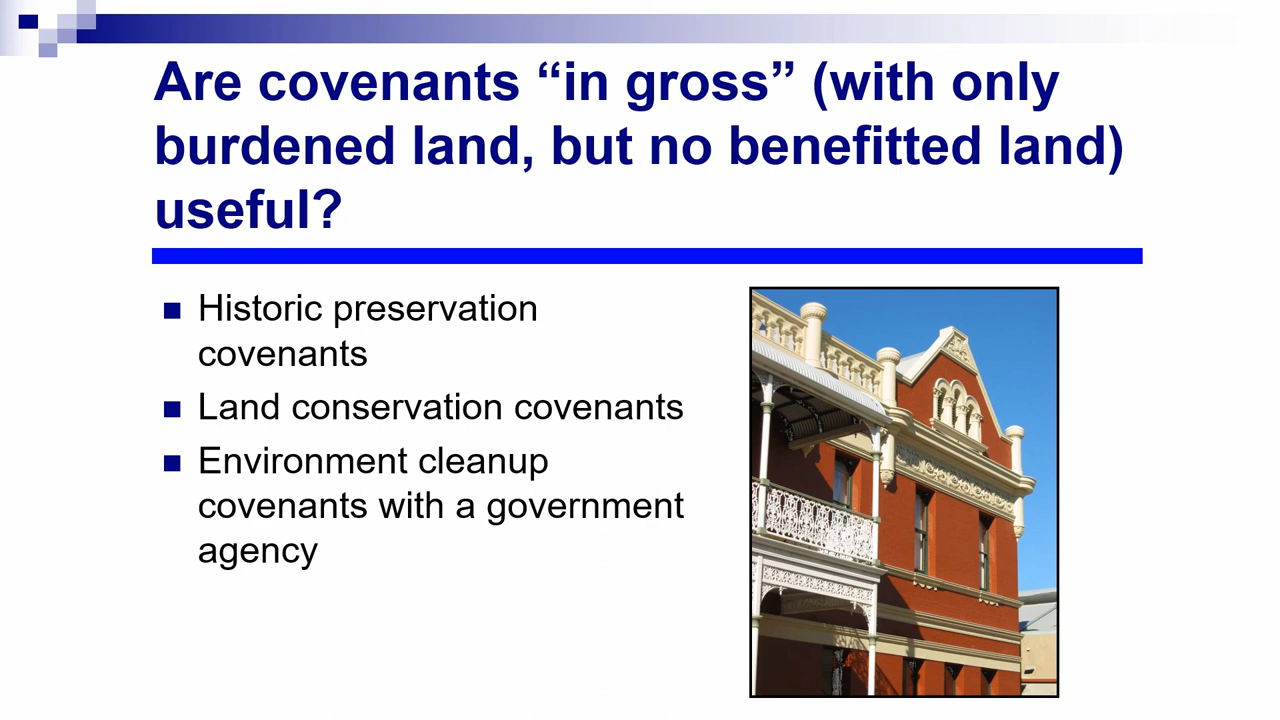 Are covenants “in gross” (with only
burdened land, but no benefitted land)
useful?
Historic preservation
covenants
Land conservation covenants
Environment cleanup
covenants with a government
agency